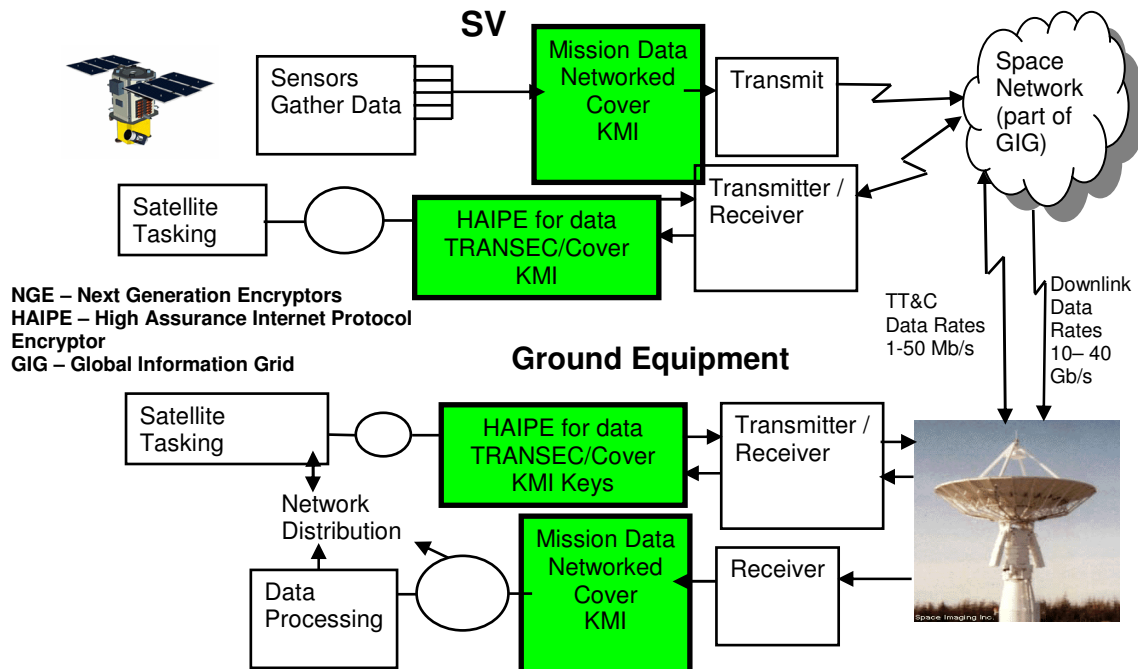 SV
Sensors
Gather Data
Mission Data
Networked
Cover
KMI
Transmit
Space
Network
(part of
GIG)
Satellite
Tasking
HAIPE for data
TRANSEC/Cover
KMI
Transmitter /
Receiver
NGE – Next Generation Encryptors
HAIPE – High Assurance Internet Protocol
Encryptor
GIG – Global Information Grid
TT&C
Data Rates
1-50 Mb/s
Downlink
Data
Rates
10– 40
Gb/s
Ground Equipment
Satellite
Tasking
HAIPE for data
TRANSEC/Cover
KMI Keys
Transmitter /
Receiver
Network
Distribution
Mission Data
Networked
Cover
KMI
Receiver
Data
Processing
Space Imaging Inc.